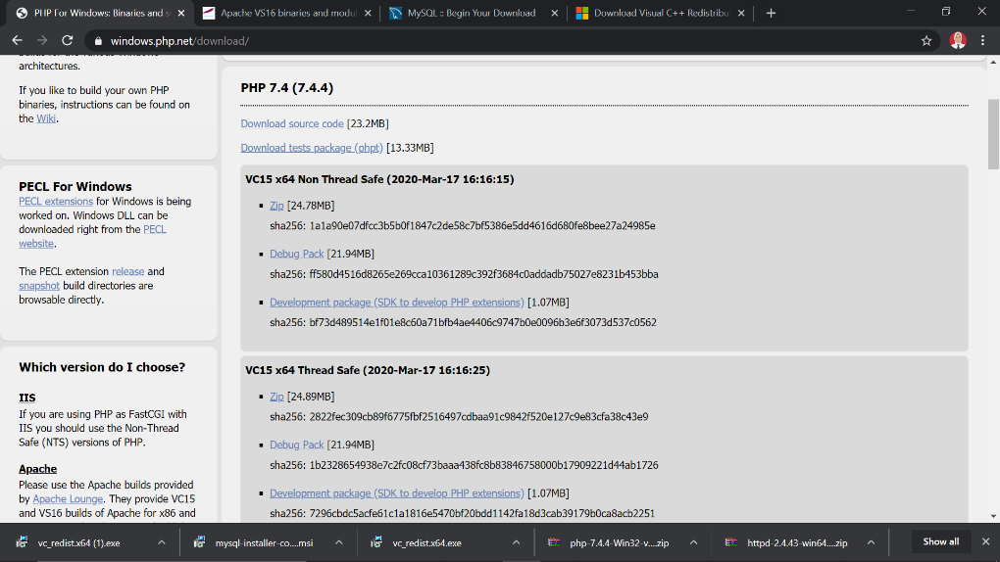 PHP For Windows: Binaries and s
Apache VS16 binaries and modul
MySQL :: Begin Your Download
Download Visual C++ Redistribu
windows.php.net/download/
architectures.
If you like to build your own PHP
binaries, instructions can be found on
the Wiki.
PECL For Windows
PECL extensions for Windows is being
worked on. Windows DLL can be
downloaded right from the PECL
website.
The PECL extension release and
snapshot build directories are
browsable directly.
Which version do I choose?
IIS
If you are using PHP as FastCGI with
IIS you should use the Non-Thread
Safe (NTS) versions of PHP.
Apache
Please use the Apache builds provided
by Apache Lounge. They provide VC15
and VS16 builds of Apache for x86 and
PHP 7.4 (7.4.4)
Download source code [23.2MB]
Download tests package (phpt) [13.33MB]
VC15 x64 Non Thread Safe (2020-Mar-17 16:16:15)
Zip [24.78MB]
sha256: 1a1a90e07dfcc3b5b0f1847c2de58c7bf5386e5dd4616d680fe8bee27a24985e
Debug Pack [21.94MB]
sha256: ff580d4516d8265e269cca10361289c392f3684c0addadb75027e8231b453bba
Development package (SDK to develop PHP extensions) [1.07MB]
sha256: bf73d489514e1f01e8c60a71bfb4ae4406c9747b0e0096b3e6f3073d537c0562
VC15 x64 Thread Safe (2020-Mar-17 16:16:25)
Zip [24.89MB]
sha256: 2822fec309cb89f6775fbf2516497cdbaa91c9842f520e127c9e83cfa38c43e9
Debug Pack [21.94MB]
sha256: 1b2328654938e7c2fc08cf73baaa438fc8b83846758000b17909221d44ab1726
Development package (SDK to develop PHP extensions) [1.07MB]
sha256: 7296cbdc5acfe61c1a1816e5470bf20bdd1142fa18d3cab39179b0ca8acb2251
vc_redist.x64 (1).exe
mysql-installer-co....msi
vc_redist.x64.exe
php-7.4.4-Win32-v....zip
httpd-2.4.43-win64....zip
Show all